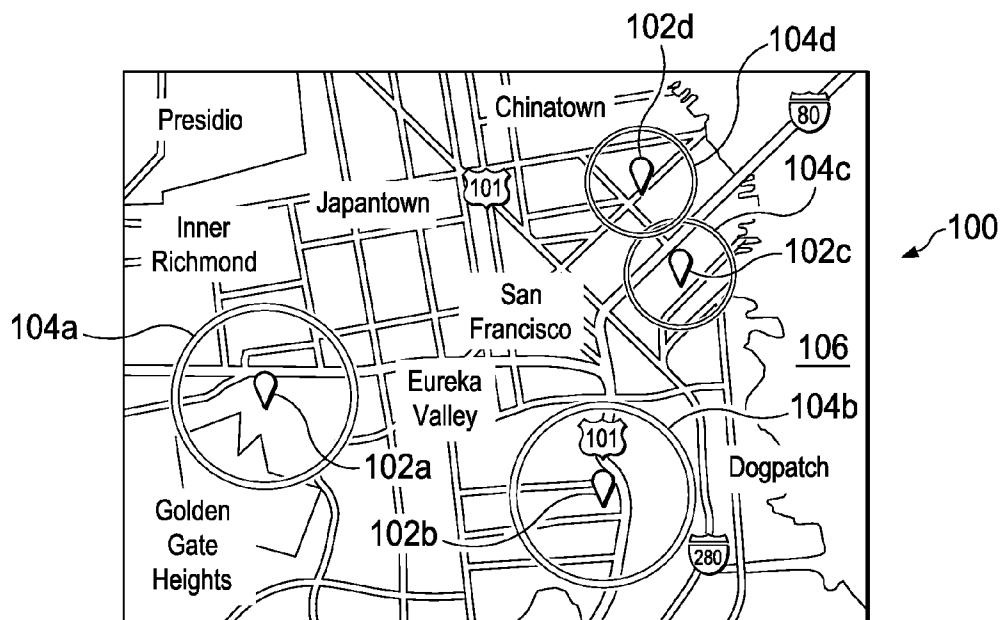 102d
104d
Chinatown
80
Presidio
104c
101
Japantown
Inner
Richmond
100
102c
San
Francisco
104a
106
Eureka
Valley
104b
101
102a
Dogpatch
Golden
Gate
Heights
102b
280